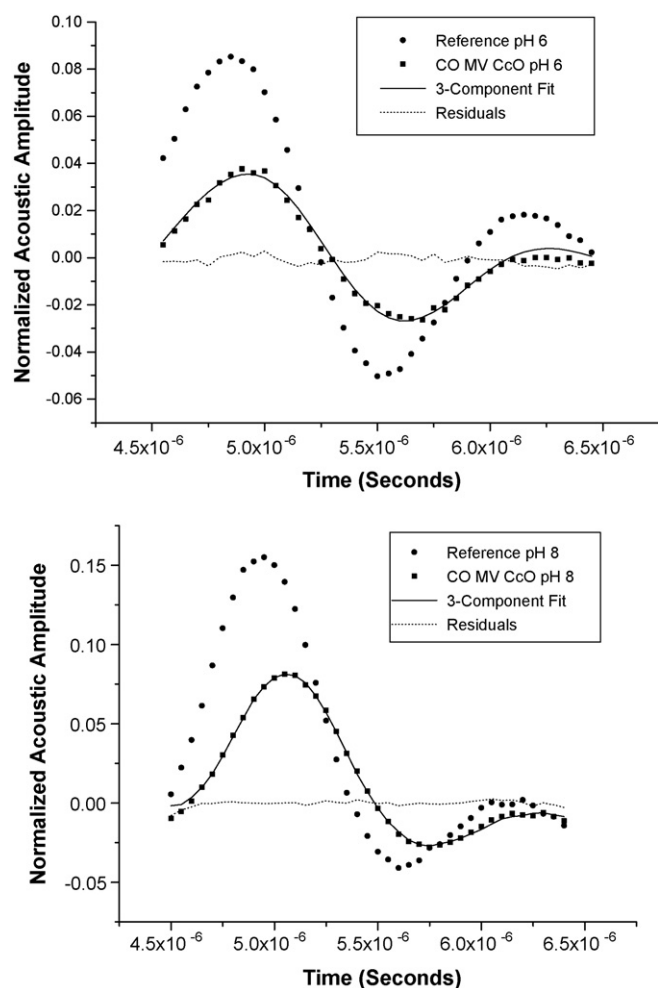 0.10
0.08
0.06
0.04
0.02
0.00
-0.02
-0.04
-0.06
Normalized Acoustic Amplitude
Reference pH 6
CO MV CcO pH 6
3-Component Fit
Residuals
4.5x10⁻⁶ 5.0x10⁻⁶ 5.5x10⁻⁶ 6.0x10⁻⁶ 6.5x10⁻⁶
Time (Seconds)
0.15
0.10
0.05
0.00
-0.05
Normalized Acoustic Amplitude
Reference pH 8
CO MV CcO pH 8
3-Component Fit
Residuals
4.5x10⁻⁶ 5.0x10⁻⁶ 5.5x10⁻⁶ 6.0x10⁻⁶ 6.5x10⁻⁶
Time (Seconds)